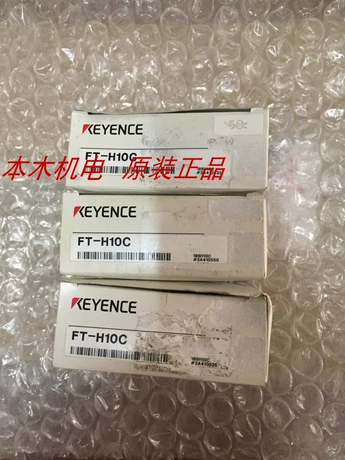 50
KEYENCE
本木机电 原装正品
FT-H10C
KEYENCE
FT-H10C
KEYENCE
FT-H10C